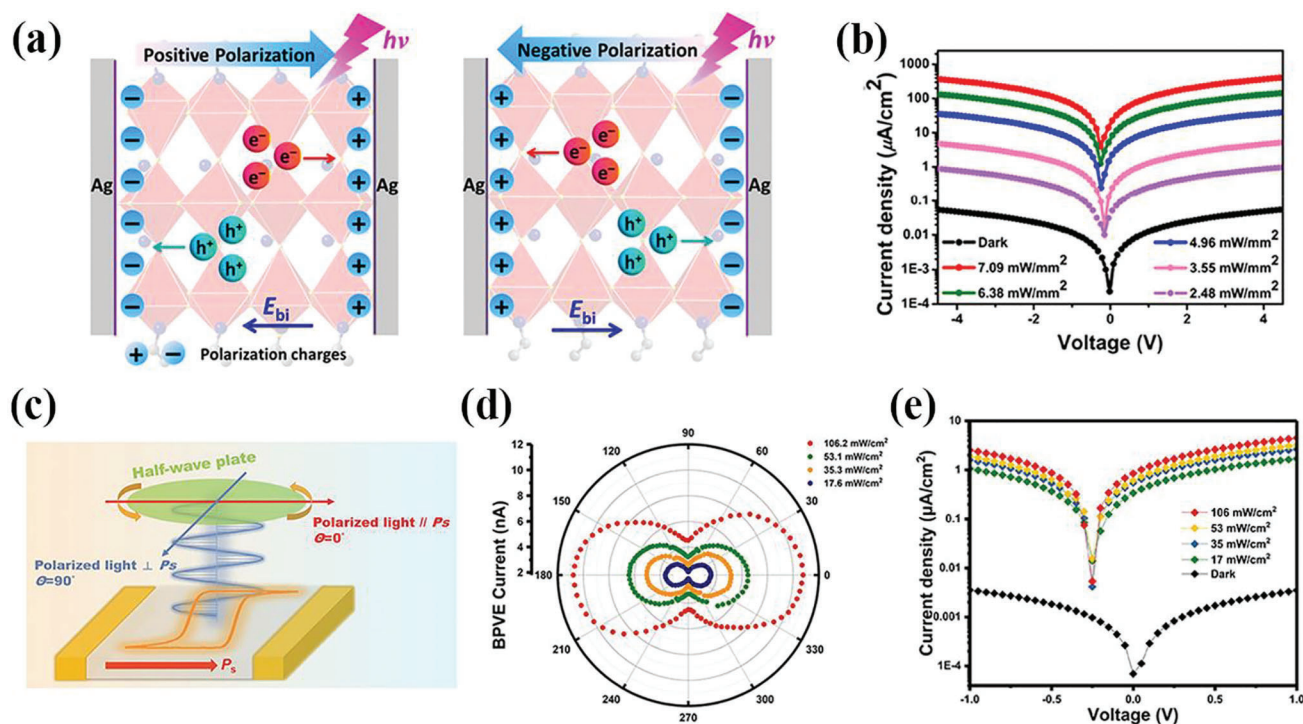 (a)
Positive Polarization
hν
Ag
Ag
e⁻
e⁻
e⁻
h⁺
h⁺
h⁺
E_bi
+ − Polarization charges
Negative Polarization
hν
Ag
Ag
e⁻
e⁻
e⁻
h⁺
h⁺
h⁺
E_bi
(b)
Current density (μA/cm²)
1000
100
10
1
0.1
0.01
1E-3
1E-4
Dark
7.09 mW/mm²
6.38 mW/mm²
4.96 mW/mm²
3.55 mW/mm²
2.48 mW/mm²
-4 -2 0 2 4
Voltage (V)
(c)
Half-wave plate
Polarized light // Ps
Θ=0°
Polarized light ⊥ Ps
Θ=90°
P_s
(d)
BPVE Current (nA)
12
10
8
6
4
2
90
60
30
0
330
300
270
240
210
180
150
120
106.2 mW/cm²
53.1 mW/cm²
35.3 mW/cm²
17.6 mW/cm²
(e)
Current density (μA/cm²)
10
1
0.1
0.01
0.001
1E-4
106 mW/cm²
53 mW/cm²
35 mW/cm²
17 mW/cm²
Dark
-1.0 -0.5 0.0 0.5 1.0
Voltage (V)